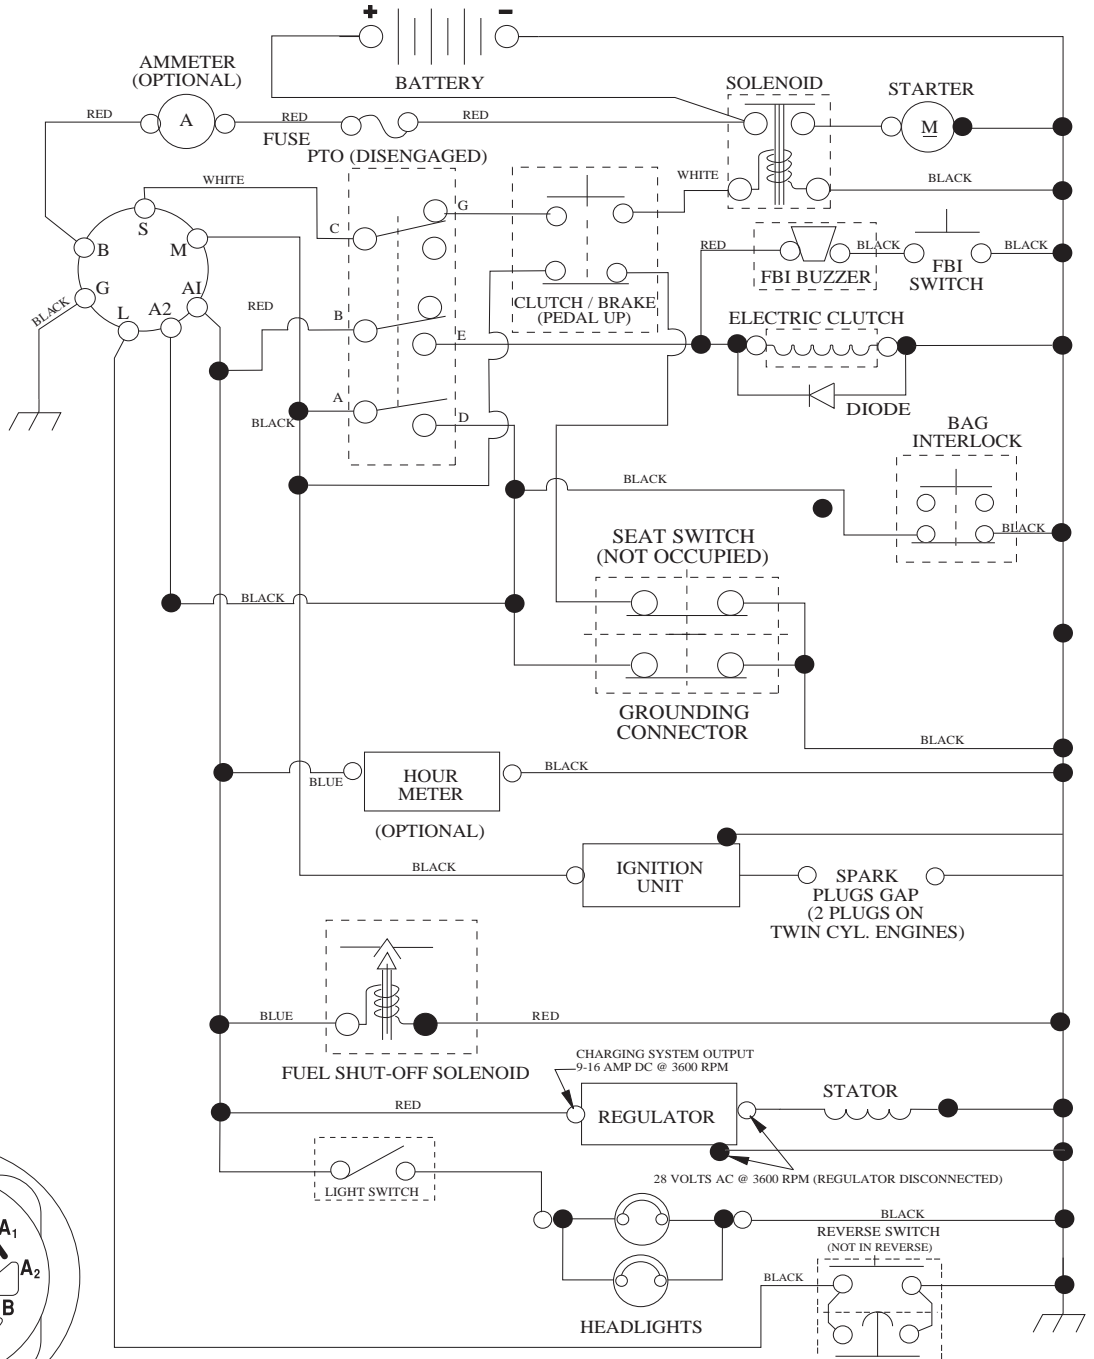 + −
BATTERY
AMMETER
(OPTIONAL)
RED
A
RED
FUSE
RED
SOLENOID
STARTER
M
PTO (DISENGAGED)
WHITE
WHITE
BLACK
S
B
M
G
L
A2
A1
BLACK
RED
C
G
B
E
A
D
BLACK
CLUTCH / BRAKE
(PEDAL UP)
RED
BLACK
BLACK
FBI BUZZER
FBI
SWITCH
ELECTRIC CLUTCH
DIODE
BAG
INTERLOCK
BLACK
BLACK
SEAT SWITCH
(NOT OCCUPIED)
BLACK
GROUNDING
CONNECTOR
BLACK
BLUE
HOUR
METER
BLACK
(OPTIONAL)
BLACK
IGNITION
UNIT
SPARK
PLUGS GAP
(2 PLUGS ON
TWIN CYL. ENGINES)
BLUE
RED
FUEL SHUT-OFF SOLENOID
CHARGING SYSTEM OUTPUT
9-16 AMP DC @ 3600 RPM
RED
REGULATOR
STATOR
28 VOLTS AC @ 3600 RPM (REGULATOR DISCONNECTED)
LIGHT SWITCH
BLACK
REVERSE SWITCH
(NOT IN REVERSE)
BLACK
HEADLIGHTS
A1
A2
B